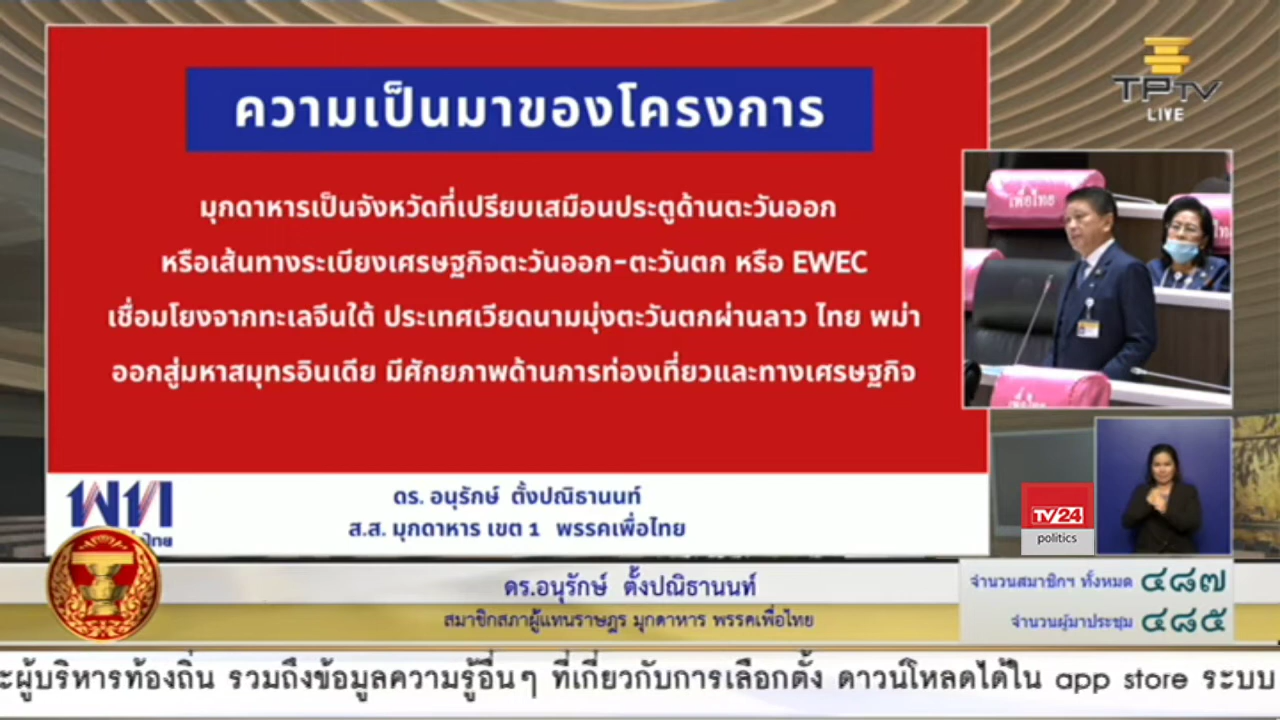 ความเป็นมาของโครงการ
มุกดาหารเป็นจังหวัดที่เปรียบเสมือนประตูด้านตะวันออก
หรือเส้นทางระเบียงเศรษฐกิจตะวันออก-ตะวันตก หรือ EWEC
เชื่อมโยงจากทะเลจีนใต้ ประเทศเวียดนามมุ่งตะวันตกผ่านลาว ไทย พม่า
ออกสู่มหาสมุทรอินเดีย มีศักยภาพด้านการท่องเที่ยวและทางเศรษฐกิจ
TPTV
LIVE
เพื่อไทย
พท
ดร. อนุรักษ์ ตั้งปณิธานนท์
ส.ส. มุกดาหาร เขต 1 พรรคเพื่อไทย
TV24
politics
ดร.อนุรักษ์ ตั้งปณิธานนท์
สมาชิกสภาผู้แทนราษฎร มุกดาหาร พรรคเพื่อไทย
จำนวนสมาชิกฯ ทั้งหมด ๔๘๗
จำนวนผู้มาประชุม ๔๘๕
ะผู้บริหารท้องถิ่น รวมถึงข้อมูลความรู้อื่นๆ ที่เกี่ยวกับการเลือกตั้ง ดาวน์โหลดได้ใน app store ระบบ